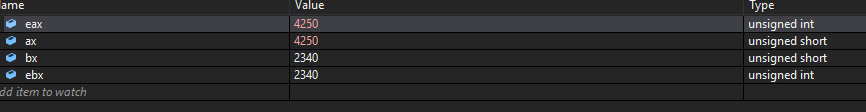 ame Value Type
eax 4250 unsigned int
ax 4250 unsigned short
bx 2340 unsigned short
ebx 2340 unsigned int
dd item to watch